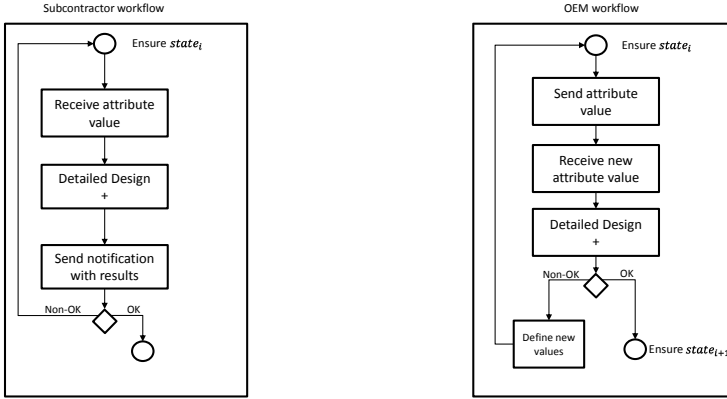 Subcontractor workflow
Ensure state_i
Receive attribute
value
Detailed Design
+
Send notification
with results
Non-OK
OK
OEM workflow
Ensure state_i
Send attribute
value
Receive new
attribute value
Detailed Design
+
Non-OK
OK
Define new
values
Ensure state_{i+1}